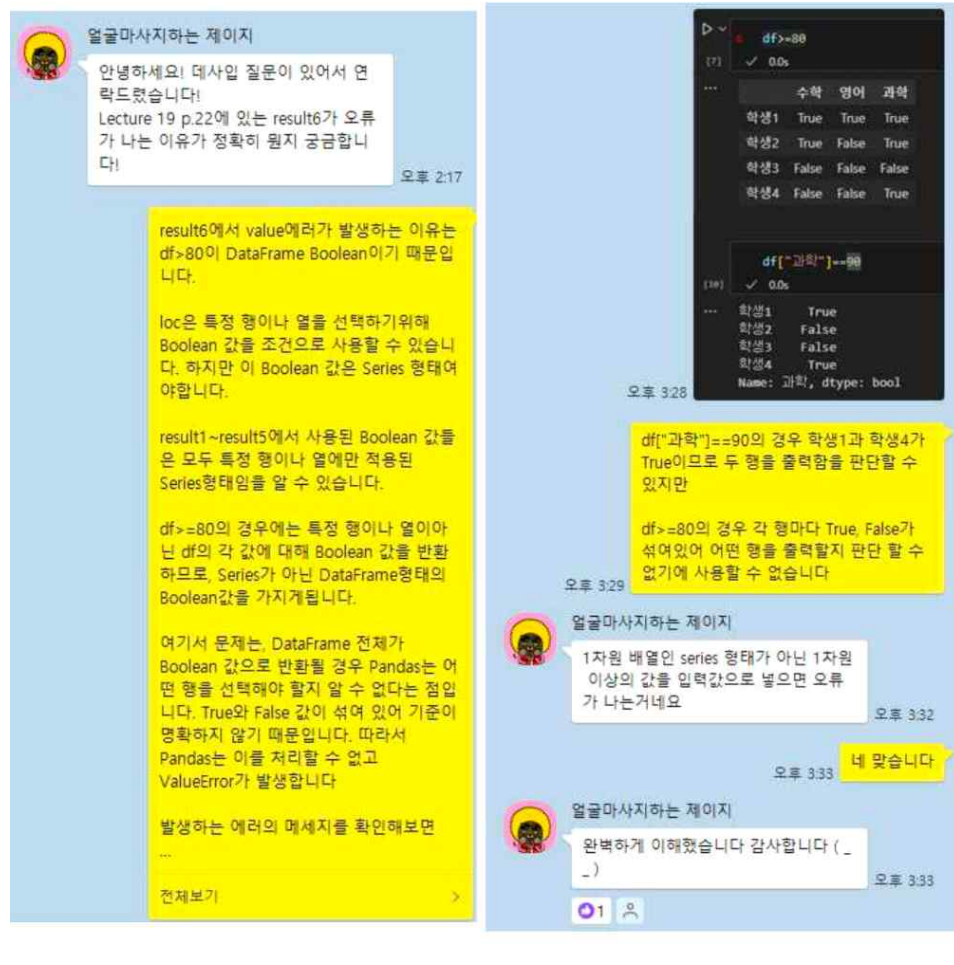 얼굴마사지하는 제이지
안녕하세요! 데사입 질문이 있어서 연
락드렸습니다!
Lecture 19 p.22에 있는 result6가 오류
가 나는 이유가 정확히 뭔지 궁금합니
다!
오후 2:17
result6에서 value에러가 발생하는 이유는
df>80이 DataFrame Boolean이기 때문입
니다.
loc은 특정 행이나 열을 선택하기위해
Boolean 값을 조건으로 사용할 수 있습니
다. 하지만 이 Boolean 값은 Series 형태여
야합니다.
result1~result5에서 사용된 Boolean 값들
은 모두 특정 행이나 열에만 적용된
Series형태임을 알 수 있습니다.
df>=80의 경우에는 특정 행이나 열이아
닌 df의 각 값에 대해 Boolean 값을 반환
하므로, Series가 아닌 DataFrame형태의
Boolean값을 가지게됩니다.
여기서 문제는, DataFrame 전체가
Boolean 값으로 반환될 경우 Pandas는 어
떤 행을 선택해야 할지 알 수 없다는 점입
니다. True와 False 값이 섞여 있어 기준이
명확하지 않기 때문입니다. 따라서
Pandas는 이를 처리할 수 없고
ValueError가 발생합니다
발생하는 에러의 메세지를 확인해보면
...
전체보기
df>=80
[7] 0.0s
... 수학 영어 과학
학생1 True True True
학생2 True False True
학생3 False False False
학생4 False False True
df["과학"]==90
0.0s
... 학생1 True
학생2 False
학생3 False
학생4 True
Name: 과학, dtype: bool
오후 3:28
df["과학"]==90의 경우 학생1과 학생4가
True이므로 두 행을 출력함을 판단할 수
있지만
df>=80의 경우 각 행마다 True, False가
섞여있어 어떤 행을 출력할지 판단 할 수
없기에 사용할 수 없습니다
오후 3:29
얼굴마사지하는 제이지
1차원 배열인 series 형태가 아닌 1차원
이상의 값을 입력값으로 넣으면 오류
가 나는거네요
오후 3:32
네 맞습니다
오후 3:33
얼굴마사지하는 제이지
완벽하게 이해했습니다 감사합니다 ( _
_ )
오후 3:33
1